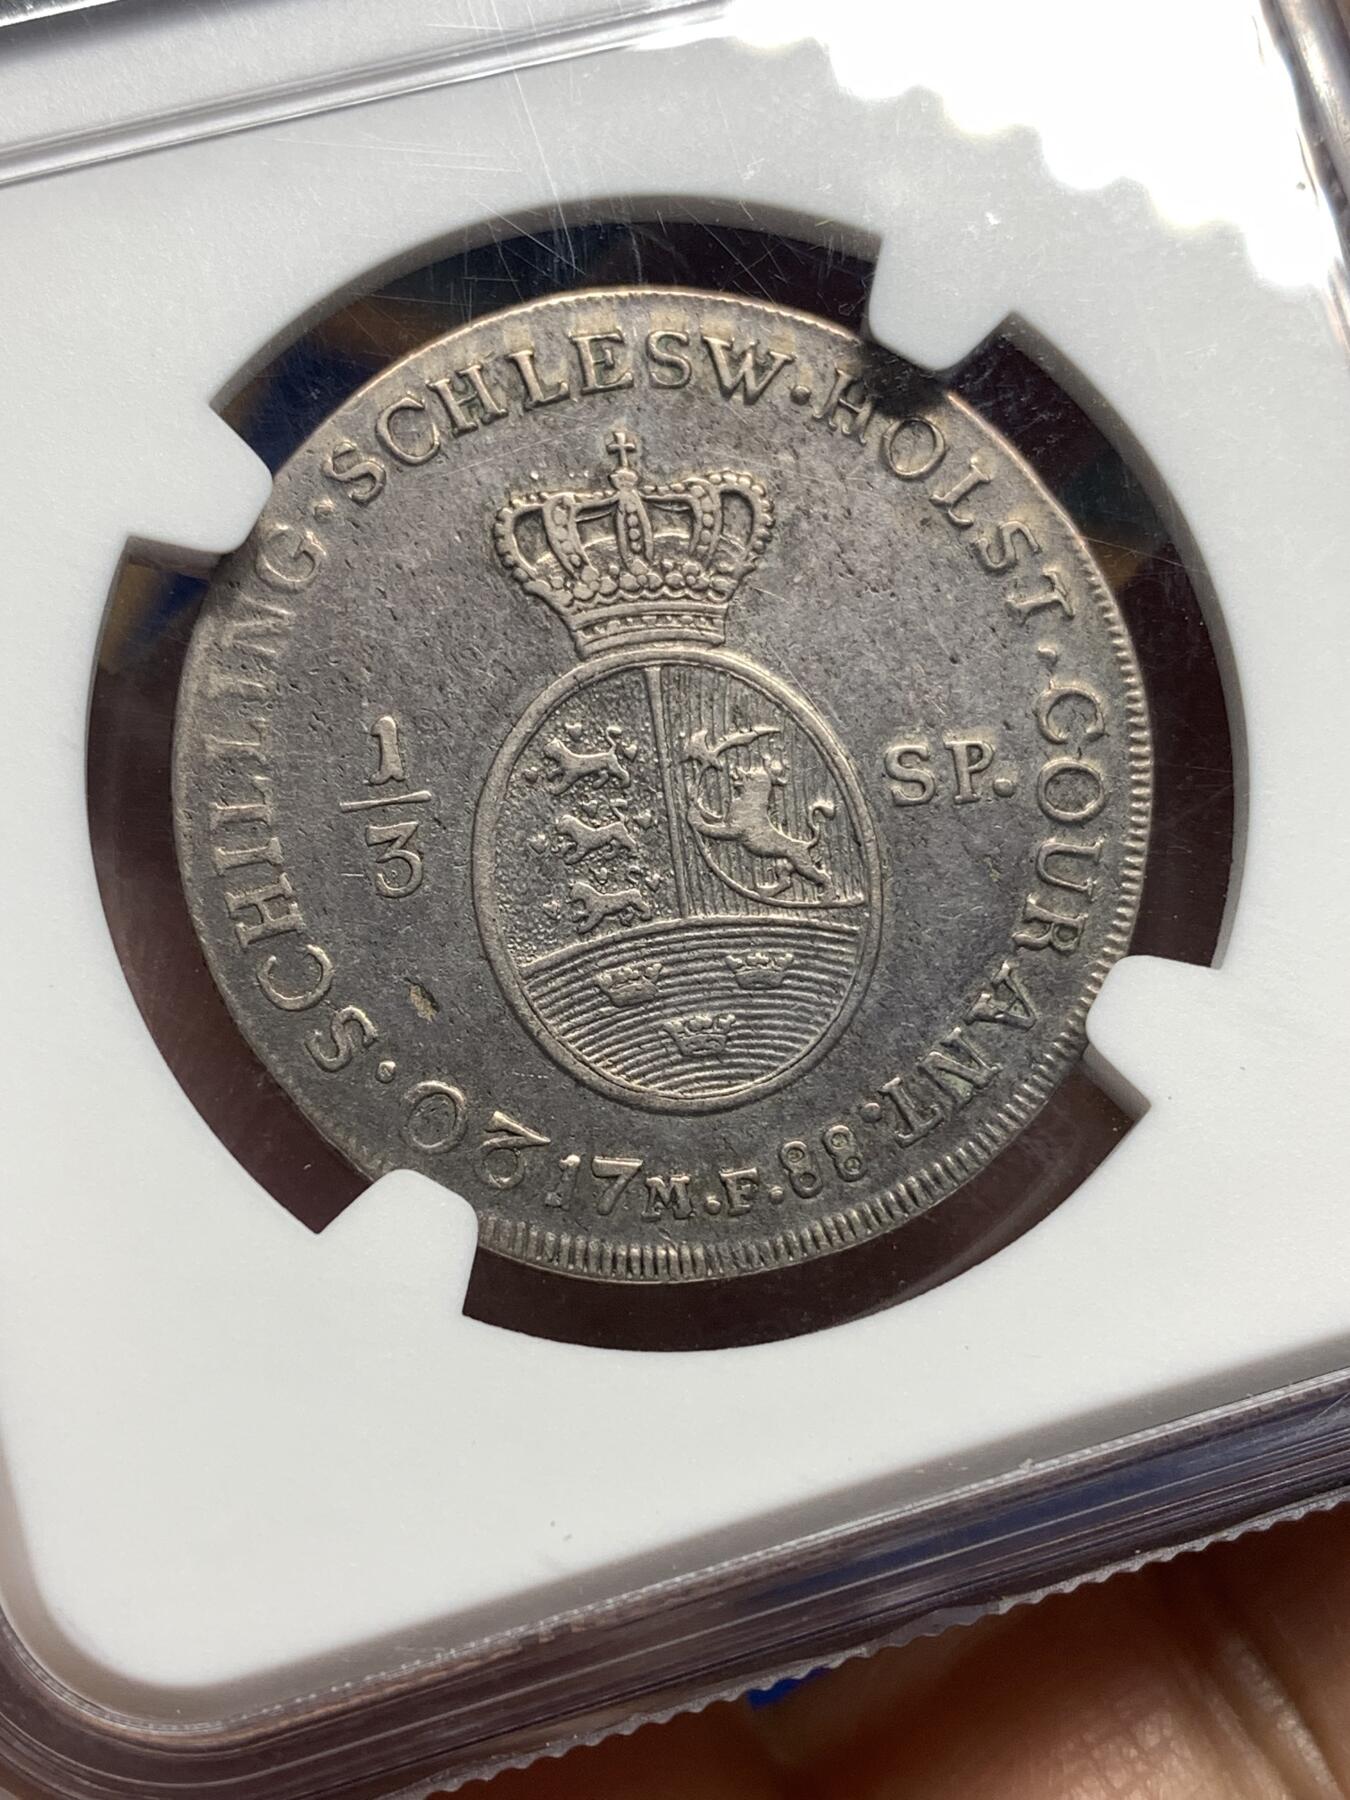 20·SCHILLING·SCHLESW·HOLST·COURANT·
1/3 SP.
17 M.F. 88